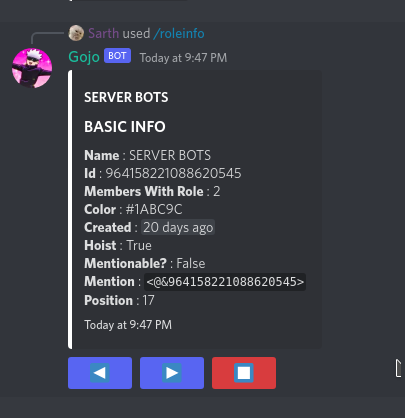 Sarth used /roleinfo
Gojo BOT Today at 9:47 PM
SERVER BOTS
BASIC INFO
Name : SERVER BOTS
Id : 964158221088620545
Members With Role : 2
Color : #1ABC9C
Created : 20 days ago
Hoist : True
Mentionable? : False
Mention : <@&964158221088620545>
Position : 17
Today at 9:47 PM